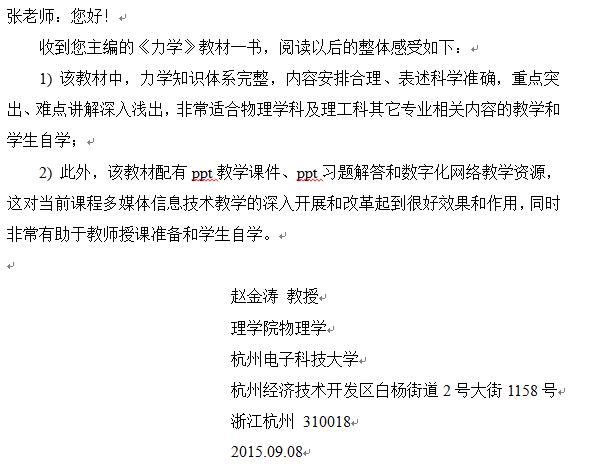 张老师：您好！
收到您主编的《力学》教材一书，阅读以后的整体感受如下：
1) 该教材中，力学知识体系完整，内容安排合理、表述科学准确，重点突
出、难点讲解深入浅出，非常适合物理学科及理工科其它专业相关内容的教学和
学生自学；
2) 此外，该教材配有 ppt 教学课件、ppt 习题解答和数字化网络教学资源，
这对当前课程多媒体信息技术教学的深入开展和改革起到很好效果和作用，同时
非常有助于教师授课准备和学生自学。
赵金涛 教授
理学院物理学
杭州电子科技大学
杭州经济技术开发区白杨街道 2 号大街 1158 号
浙江杭州 310018
2015.09.08